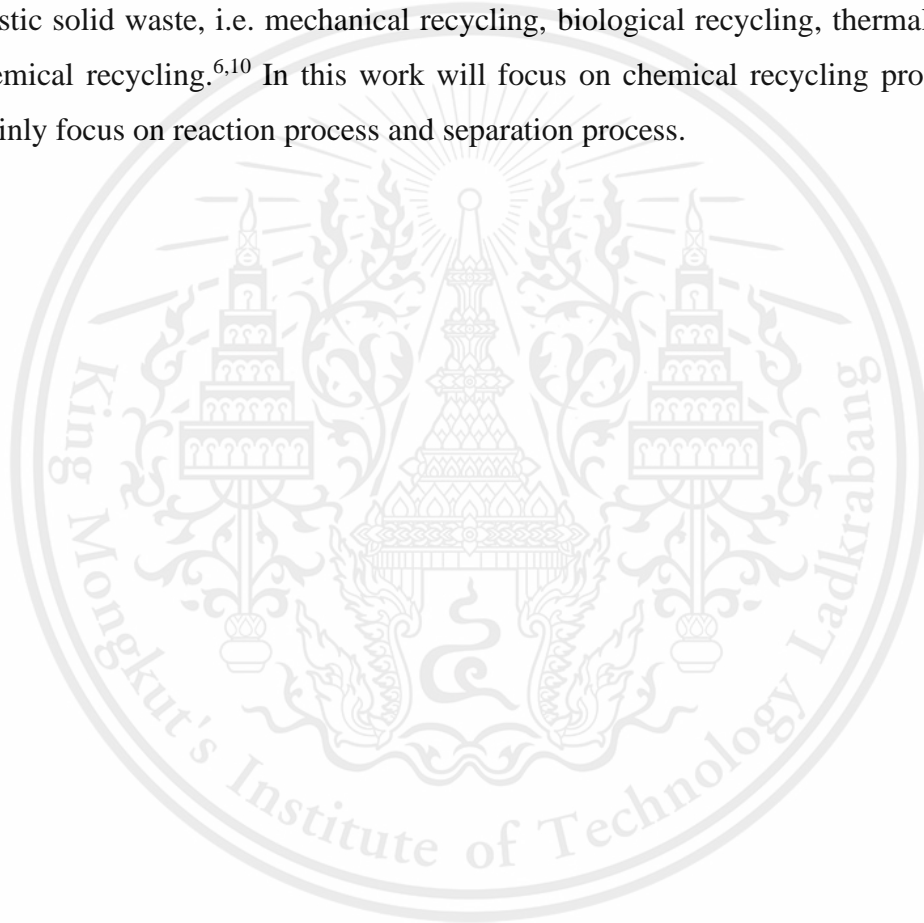 stic solid waste, i.e. mechanical recycling, biological recycling, thermal
emical recycling.6,10 In this work will focus on chemical recycling pro
inly focus on reaction process and separation process.
King Mongkut's Institute of Technology Ladkrabang